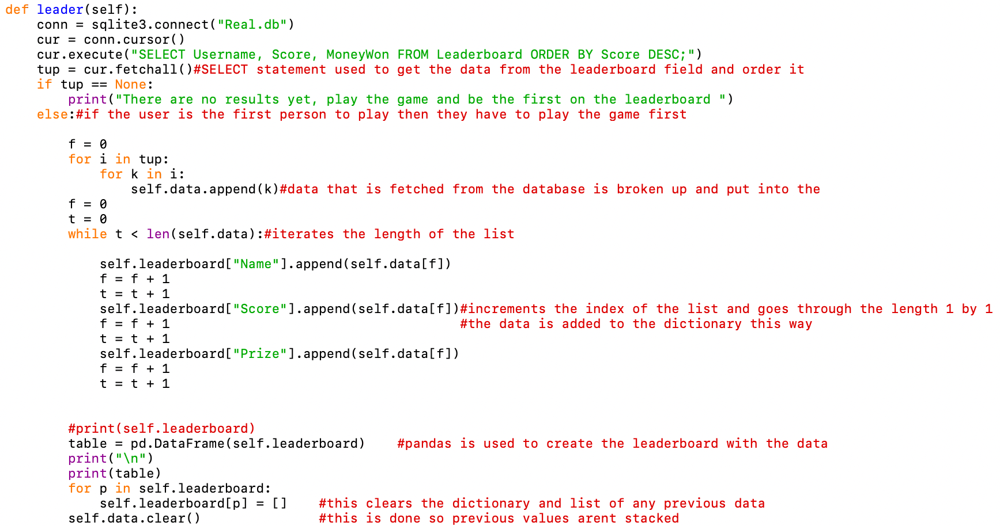 def leader(self):
    conn = sqlite3.connect("Real.db")
    cur = conn.cursor()
    cur.execute("SELECT Username, Score, MoneyWon FROM Leaderboard ORDER BY Score DESC;")
    tup = cur.fetchall()#SELECT statement used to get the data from the leaderboard field and order it
    if tup == None:
        print("There are no results yet, play the game and be the first on the leaderboard ")
    else:#if the user is the first person to play then they have to play the game first

        f = 0
        for i in tup:
            for k in i:
                self.data.append(k)#data that is fetched from the database is broken up and put into the
        f = 0
        t = 0
        while t < len(self.data):#iterates the length of the list

            self.leaderboard["Name"].append(self.data[f])
            f = f + 1
            t = t + 1
            self.leaderboard["Score"].append(self.data[f])#increments the index of the list and goes through the length 1 by 1
            f = f + 1                                     #the data is added to the dictionary this way
            t = t + 1
            self.leaderboard["Prize"].append(self.data[f])
            f = f + 1
            t = t + 1


        #print(self.leaderboard)
        table = pd.DataFrame(self.leaderboard)    #pandas is used to create the leaderboard with the data
        print("\n")
        print(table)
        for p in self.leaderboard:
            self.leaderboard[p] = []    #this clears the dictionary and list of any previous data
        self.data.clear()               #this is done so previous values arent stacked